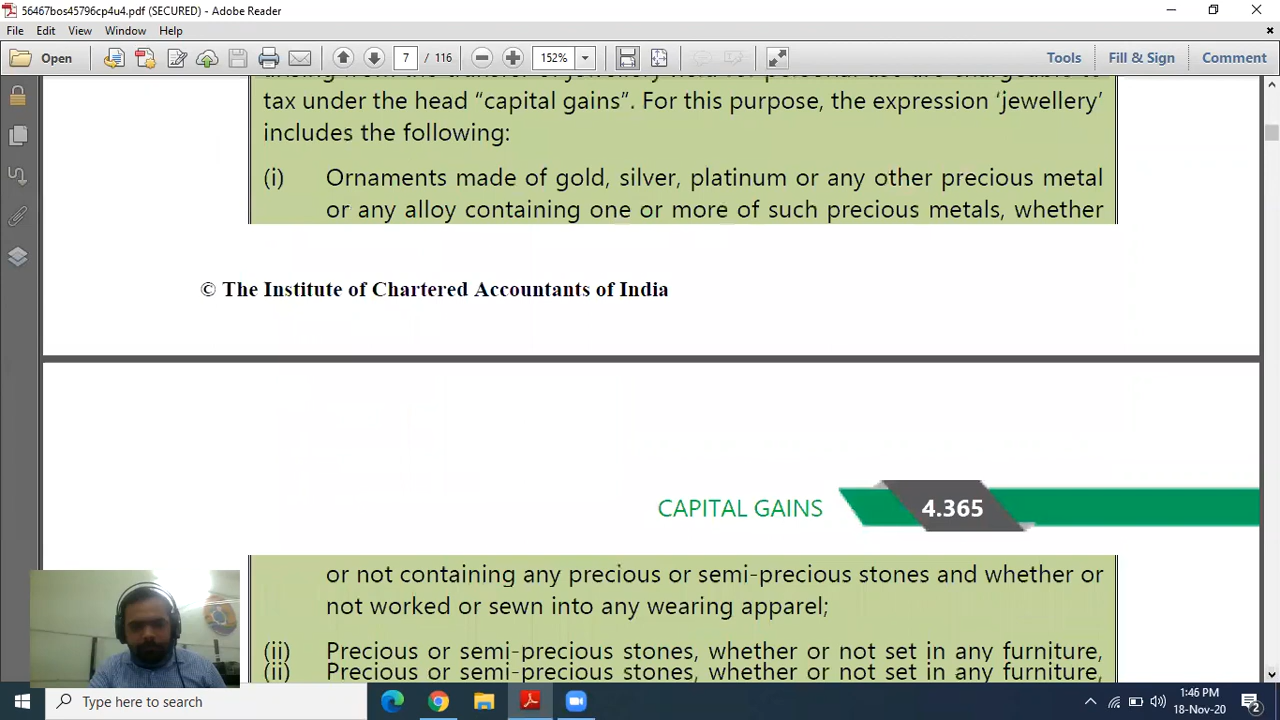 56467bos45796cp4u4.pdf (SECURED) - Adobe Reader
File Edit View Window Help
Open 7 / 116 152% Tools Fill & Sign Comment
tax under the head “capital gains”. For this purpose, the expression ‘jewellery’
includes the following:
(i) Ornaments made of gold, silver, platinum or any other precious metal
or any alloy containing one or more of such precious metals, whether
© The Institute of Chartered Accountants of India
CAPITAL GAINS 4.365
or not containing any precious or semi-precious stones and whether or
not worked or sewn into any wearing apparel;
(ii) Precious or semi-precious stones, whether or not set in any furniture,
(ii) Precious or semi-precious stones, whether or not set in any furniture,
Type here to search
1:46 PM
18-Nov-20
2